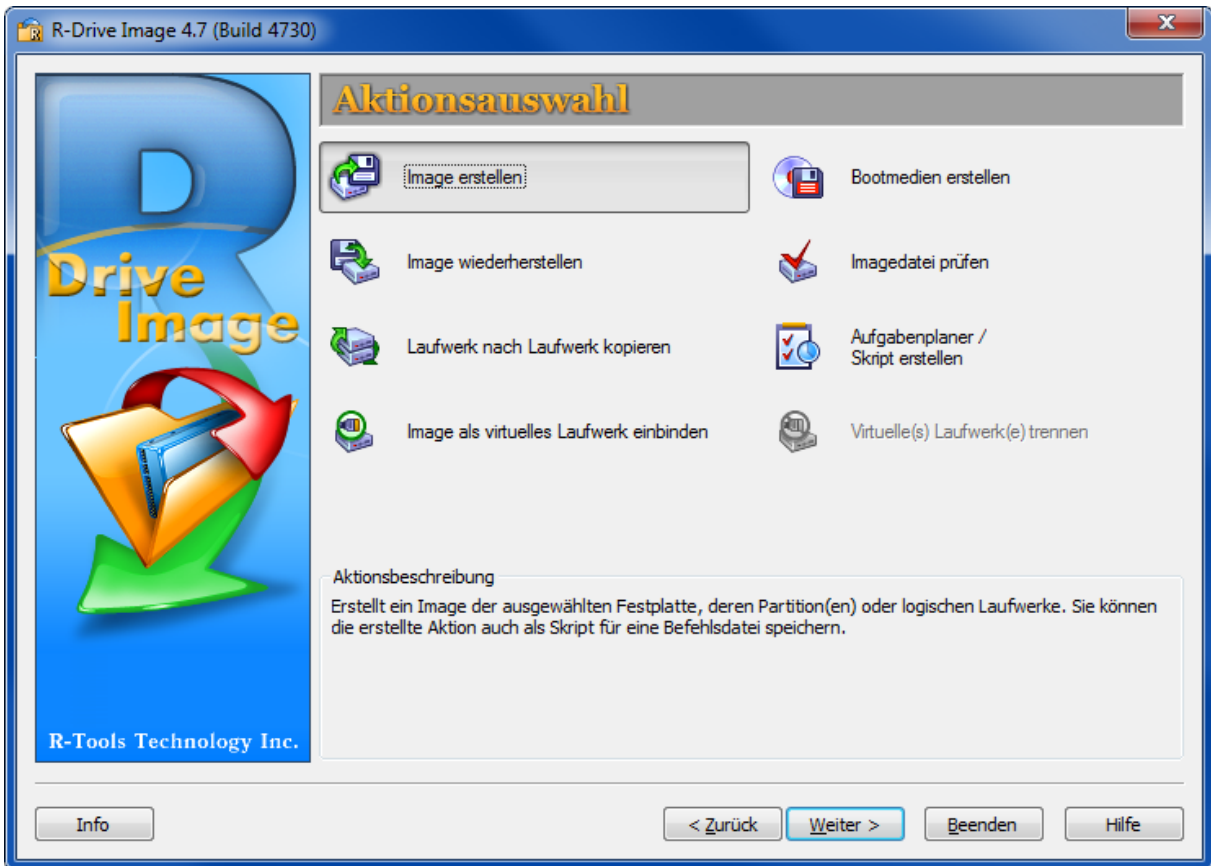 R-Drive Image 4.7 (Build 4730)
Aktionsauswahl
Image erstellen
Bootmedien erstellen
Image wiederherstellen
Imagedatei prüfen
Laufwerk nach Laufwerk kopieren
Aufgabenplaner /
Skript erstellen
Image als virtuelles Laufwerk einbinden
Virtuelle(s) Laufwerk(e) trennen
R
Drive
Image
R-Tools Technology Inc.
Aktionsbeschreibung
Erstellt ein Image der ausgewählten Festplatte, deren Partition(en) oder logischen Laufwerke. Sie können
die erstellte Aktion auch als Skript für eine Befehlsdatei speichern.
Info
< Zurück
Weiter >
Beenden
Hilfe